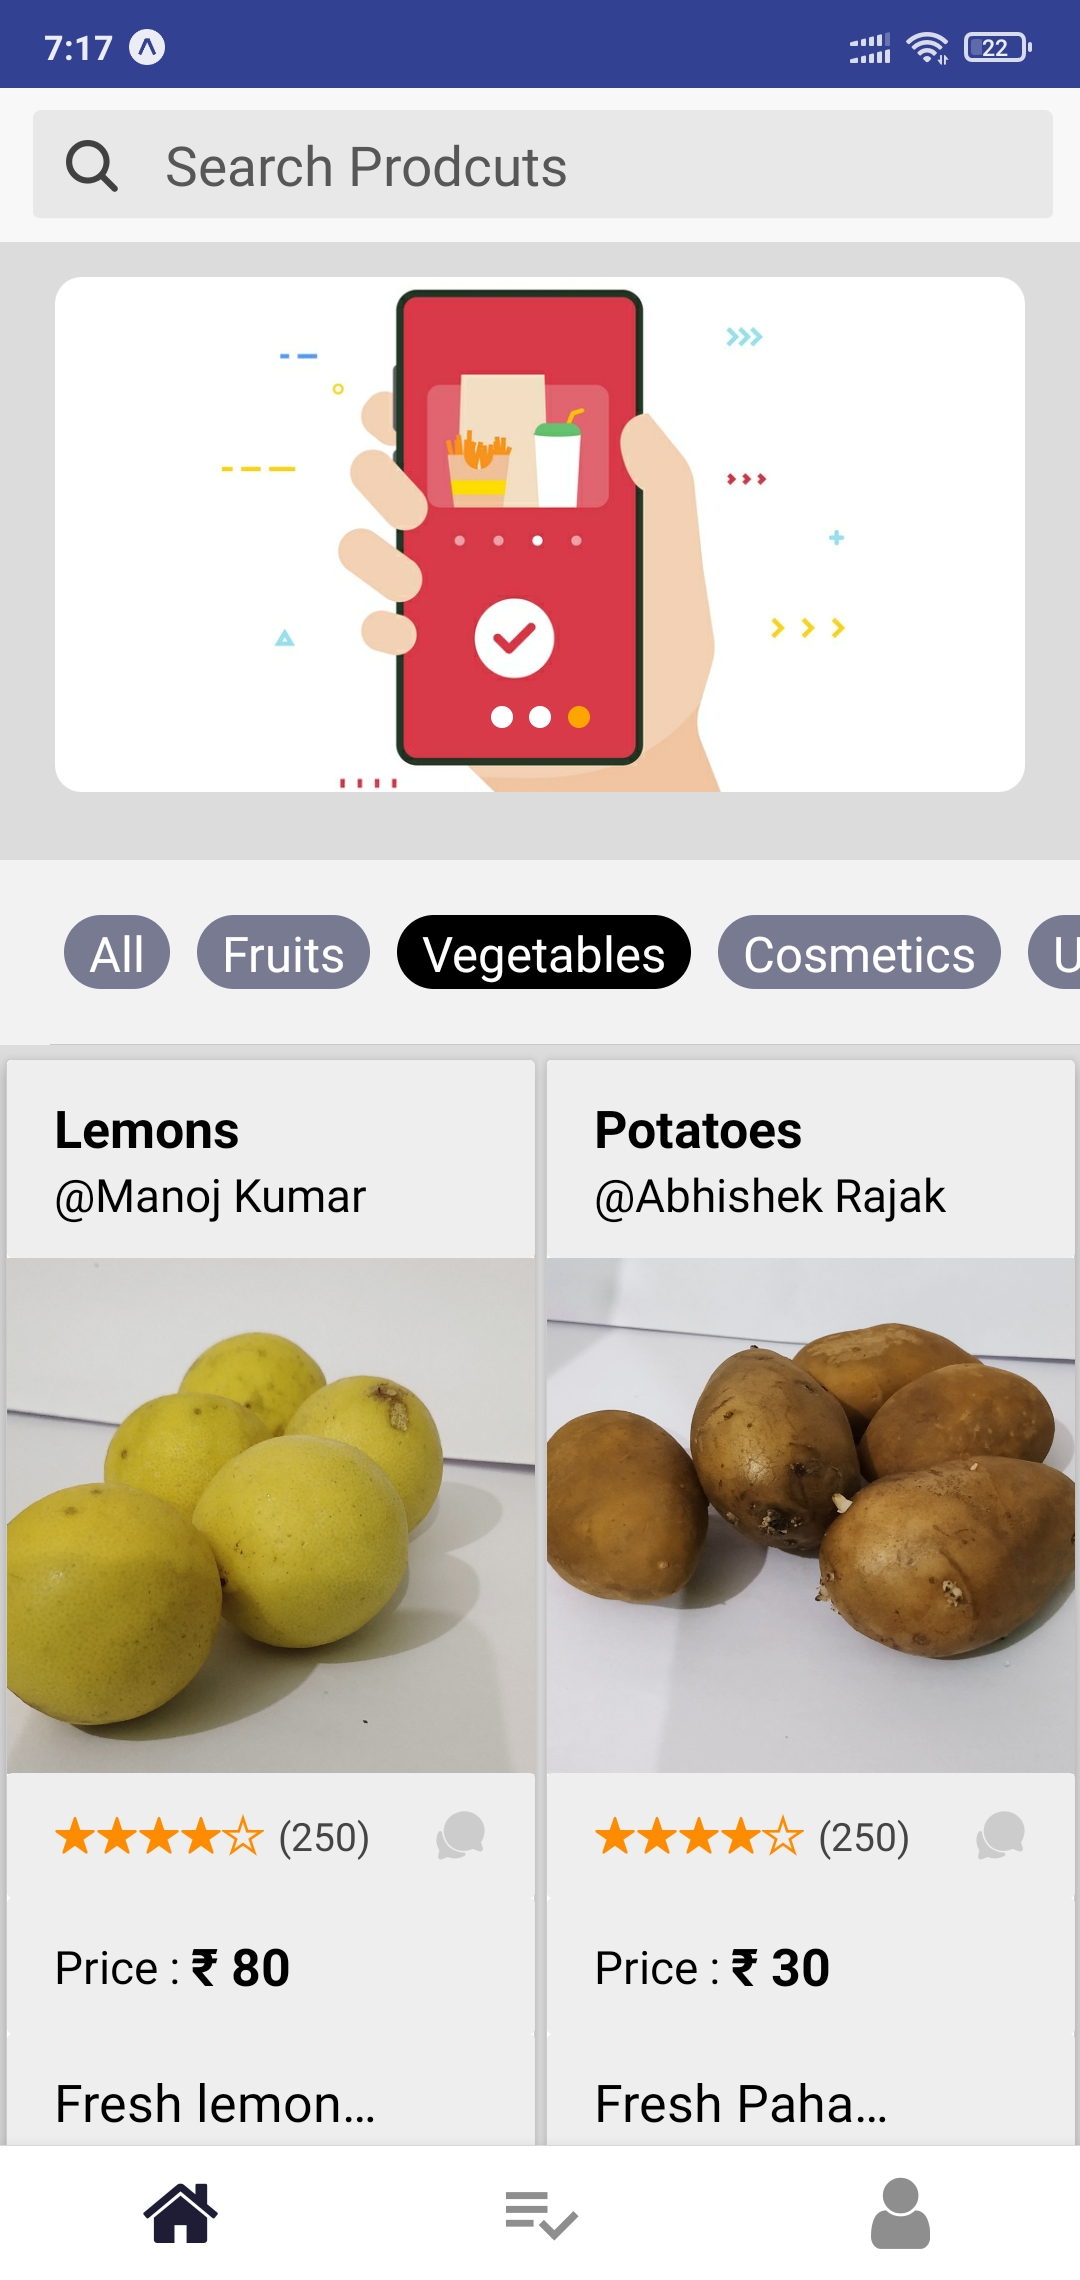 7:17
22
Search Prodcuts
All Fruits Vegetables Cosmetics U
Lemons
@Manoj Kumar
(250)
Price : ₹ 80
Fresh lemon...
Potatoes
@Abhishek Rajak
(250)
Price : ₹ 30
Fresh Paha...